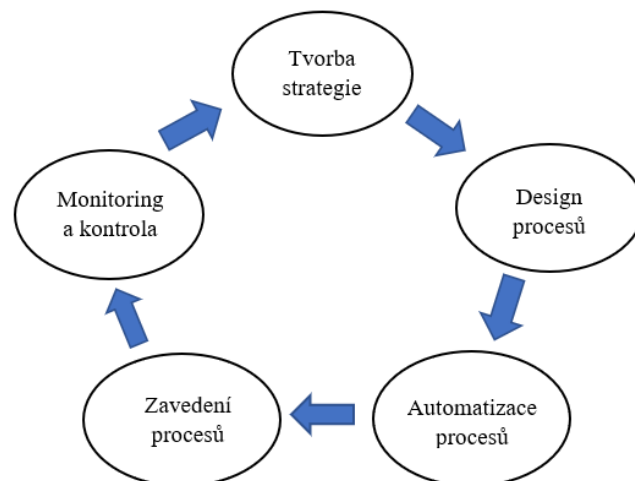 Tvorba
strategie
Design
procesů
Automatizace
procesů
Zavedení
procesů
Monitoring
a kontrola